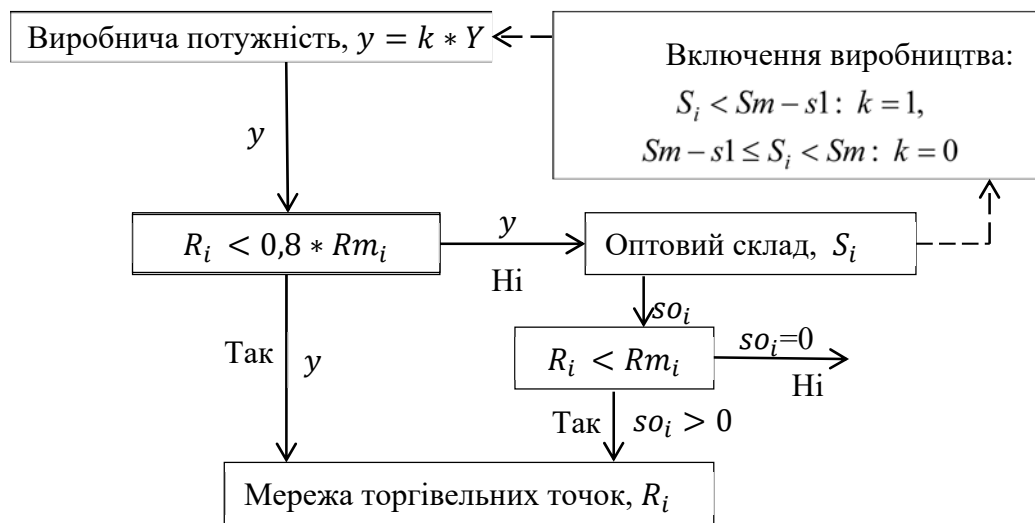 Виробнича потужність, y = k * Y
Включення виробництва:
S_i < Sm − s1: k = 1,
Sm − s1 ≤ S_i < Sm: k = 0
y
R_i < 0,8 * Rm_i
y
Ні
Оптовий склад, S_i
so_i
R_i < Rm_i
so_i=0
Ні
Так
y
Так
so_i > 0
Мережа торгівельних точок, R_i